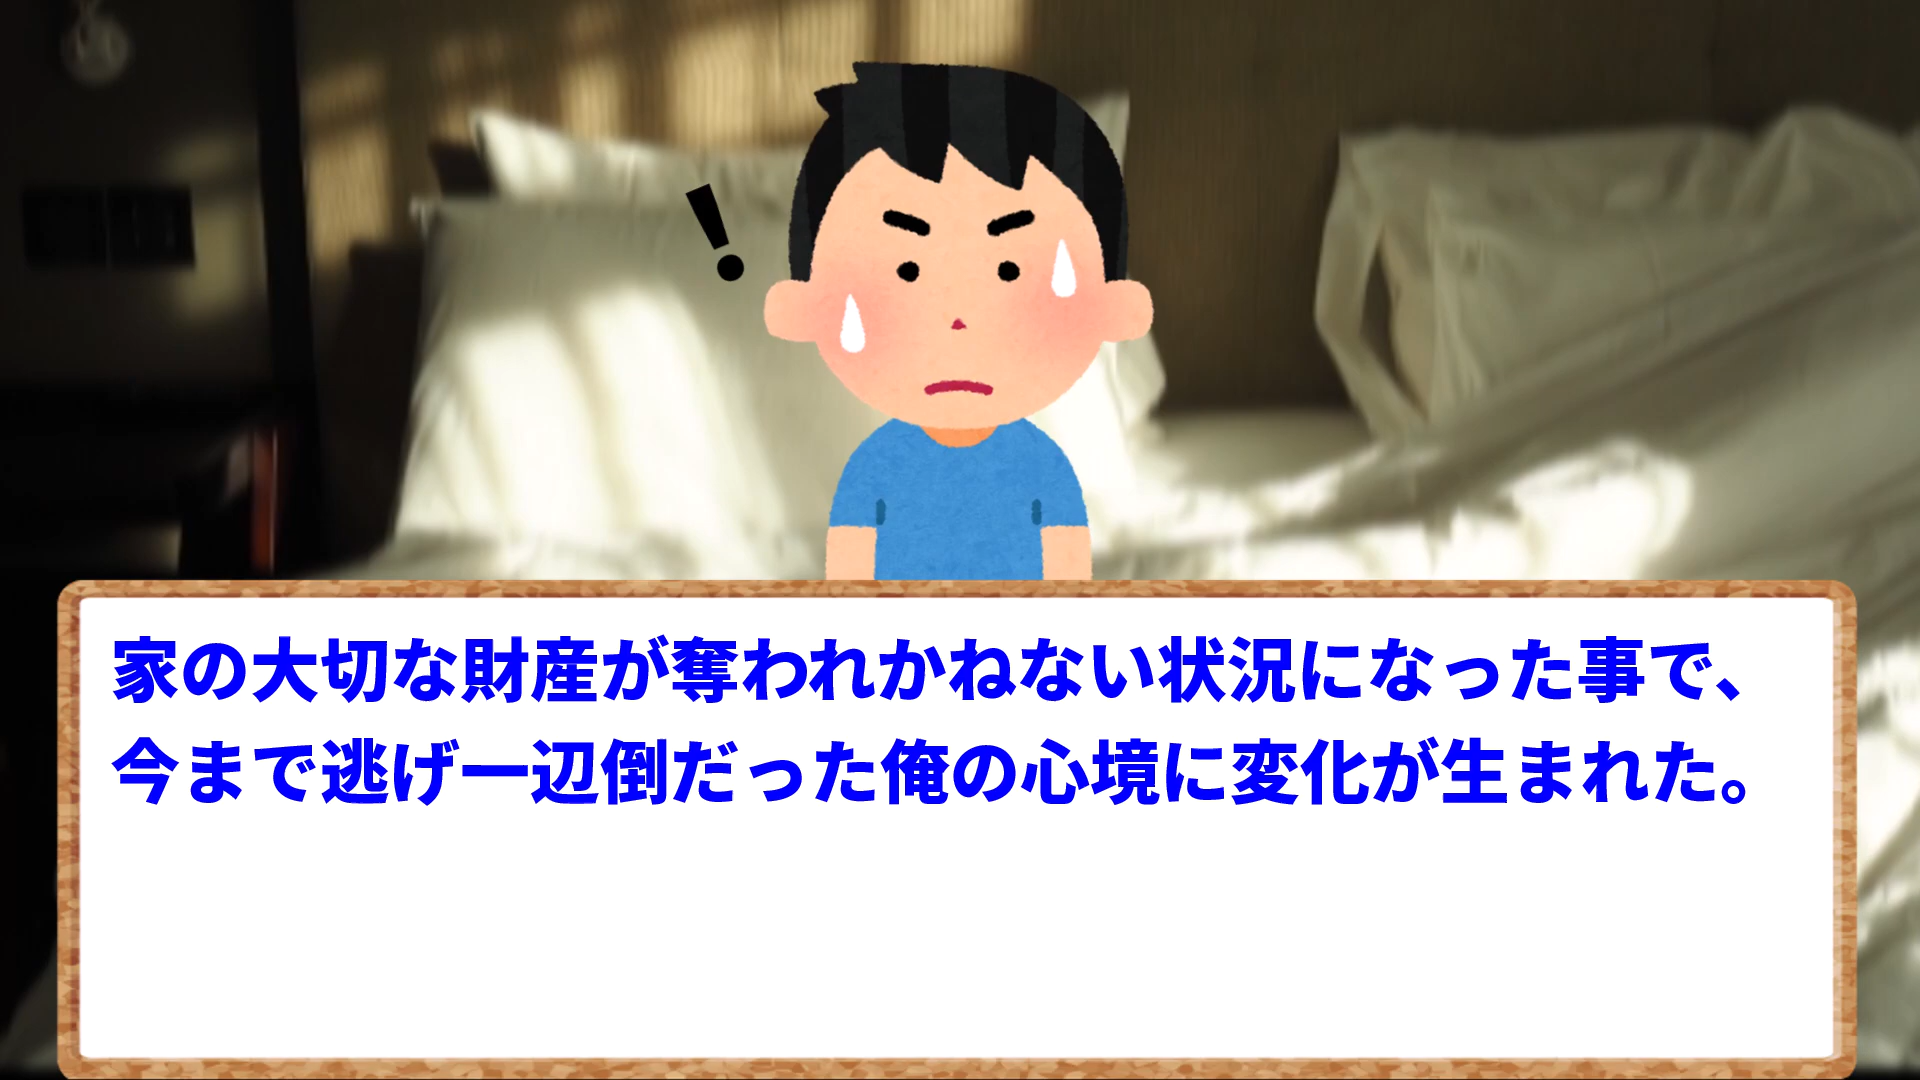 家の大切な財産が奪われかねない状況になった事で、
今まで逃げ一辺倒だった俺の心境に変化が生まれた。